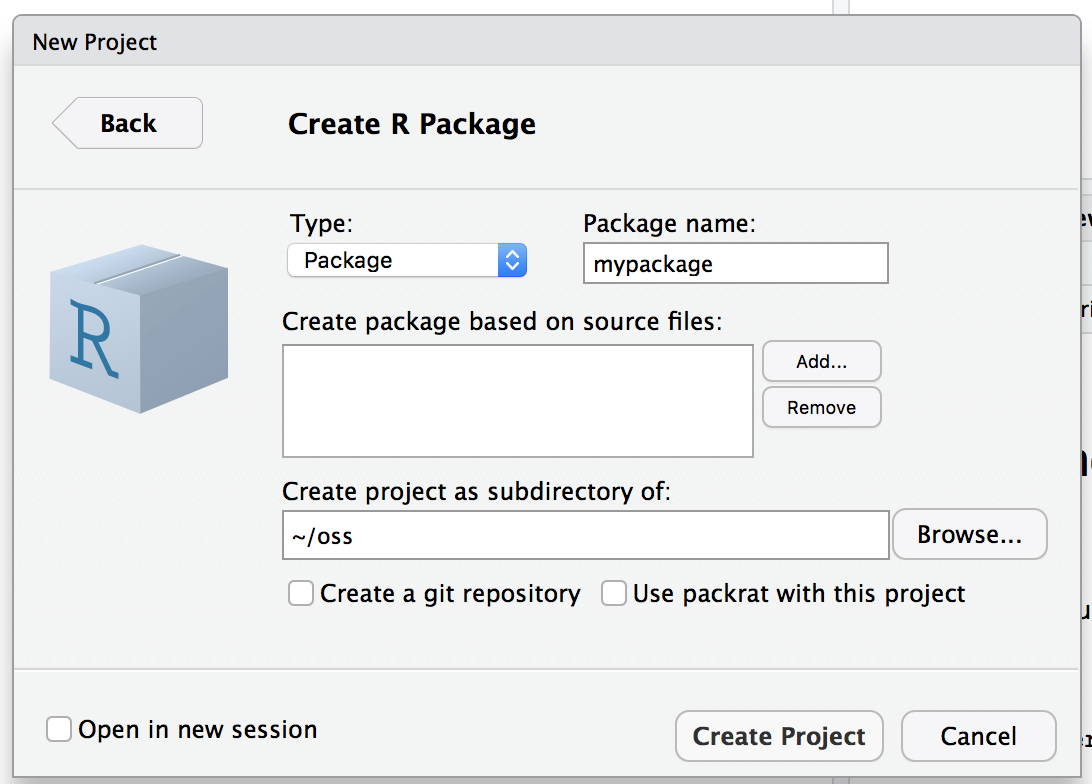 New Project
Back
Create R Package
Type:
Package name:
Package
mypackage
R
Create package based on source files:
Add...
Remove
Create project as subdirectory of:
~/oss
Browse...
Create a git repository
Use packrat with this project
Open in new session
Create Project
Cancel